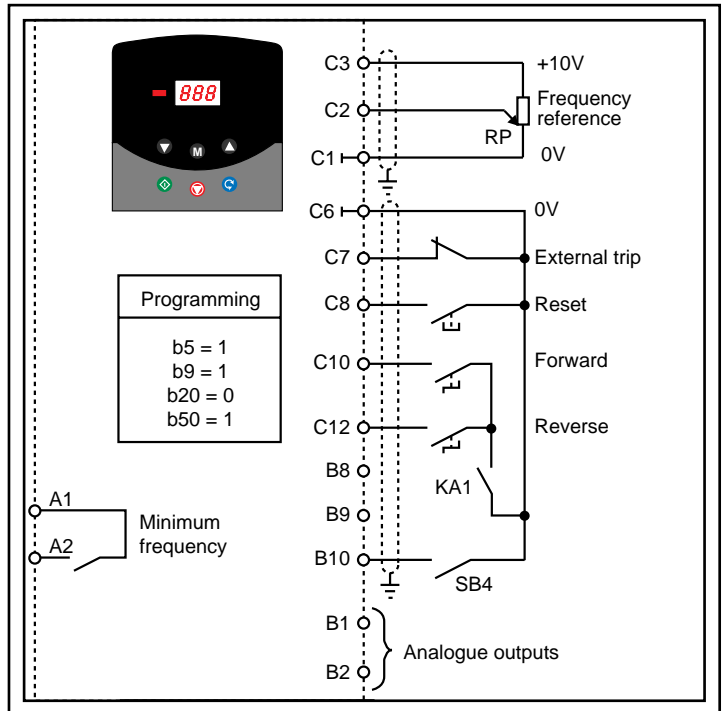 888
M
C3
+10V
C2
Frequency
reference
RP
C1
0V
C6
0V
C7
External trip
C8
Reset
C10
Forward
C12
Reverse
B8
KA1
B9
B10
SB4
B1
B2
Analogue outputs
Programming
b5 = 1
b9 = 1
b20 = 0
b50 = 1
A1
A2
Minimum
frequency